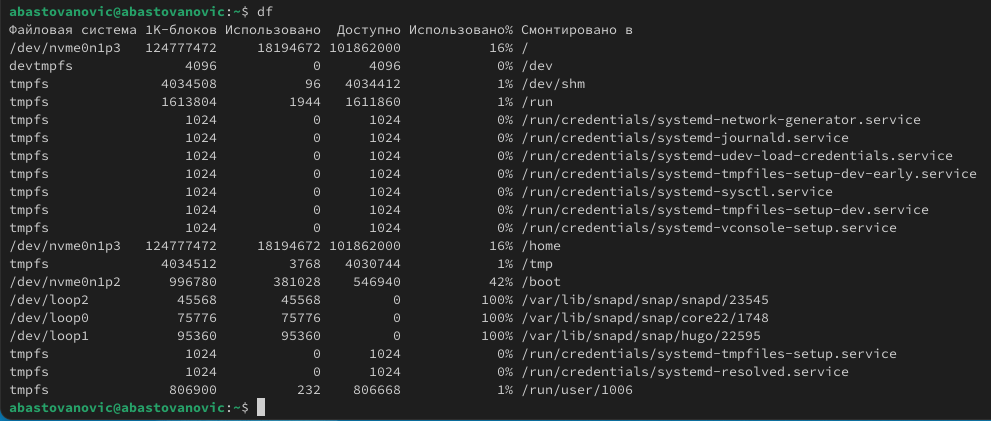 abastovanovic@abastovanovic:~$ df
Файловая система 1K-блоков Использовано Доступно Использовано% Смонтировано в
/dev/nvme0n1p3 124777472 18194672 101862000 16% /
devtmpfs 4096 0 4096 0% /dev
tmpfs 4034508 96 4034412 1% /dev/shm
tmpfs 1613804 1944 1611860 1% /run
tmpfs 1024 0 1024 0% /run/credentials/systemd-network-generator.service
tmpfs 1024 0 1024 0% /run/credentials/systemd-journald.service
tmpfs 1024 0 1024 0% /run/credentials/systemd-udev-load-credentials.service
tmpfs 1024 0 1024 0% /run/credentials/systemd-tmpfiles-setup-dev-early.service
tmpfs 1024 0 1024 0% /run/credentials/systemd-sysctl.service
tmpfs 1024 0 1024 0% /run/credentials/systemd-tmpfiles-setup-dev.service
tmpfs 1024 0 1024 0% /run/credentials/systemd-vconsole-setup.service
/dev/nvme0n1p3 124777472 18194672 101862000 16% /home
tmpfs 4034512 3768 4030744 1% /tmp
/dev/nvme0n1p2 996780 381028 546940 42% /boot
/dev/loop2 45568 45568 0 100% /var/lib/snapd/snap/snapd/23545
/dev/loop0 75776 75776 0 100% /var/lib/snapd/snap/core22/1748
/dev/loop1 95360 95360 0 100% /var/lib/snapd/snap/hugo/22595
tmpfs 1024 0 1024 0% /run/credentials/systemd-tmpfiles-setup.service
tmpfs 1024 0 1024 0% /run/credentials/systemd-resolved.service
tmpfs 806900 232 806668 1% /run/user/1006
abastovanovic@abastovanovic:~$